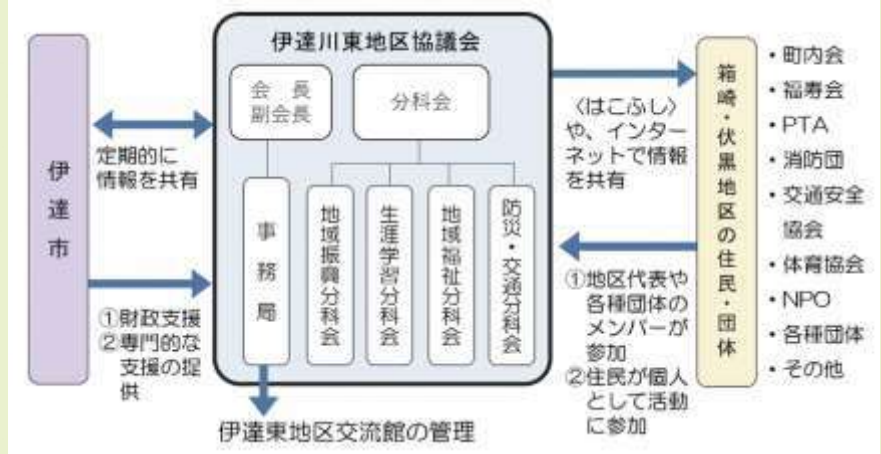 伊達市
定期的に
情報を共有
①財政支援
②専門的な
支援の提
供
伊達川東地区協議会
会　長
副会長
分科会
事務局
地域振興分科会
生涯学習分科会
地域福祉分科会
防災・交通分科会
伊達東地区交流館の管理
〈はこふし〉
や、インター
ネットで情報
を共有
①地区代表や
各種団体の
メンバーが
参加
②住民が個人
として活動
に参加
箱崎・伏黒地区の住民・団体
・町内会
・福寿会
・PTA
・消防団
・交通安全
協会
・体育協会
・NPO
・各種団体
・その他